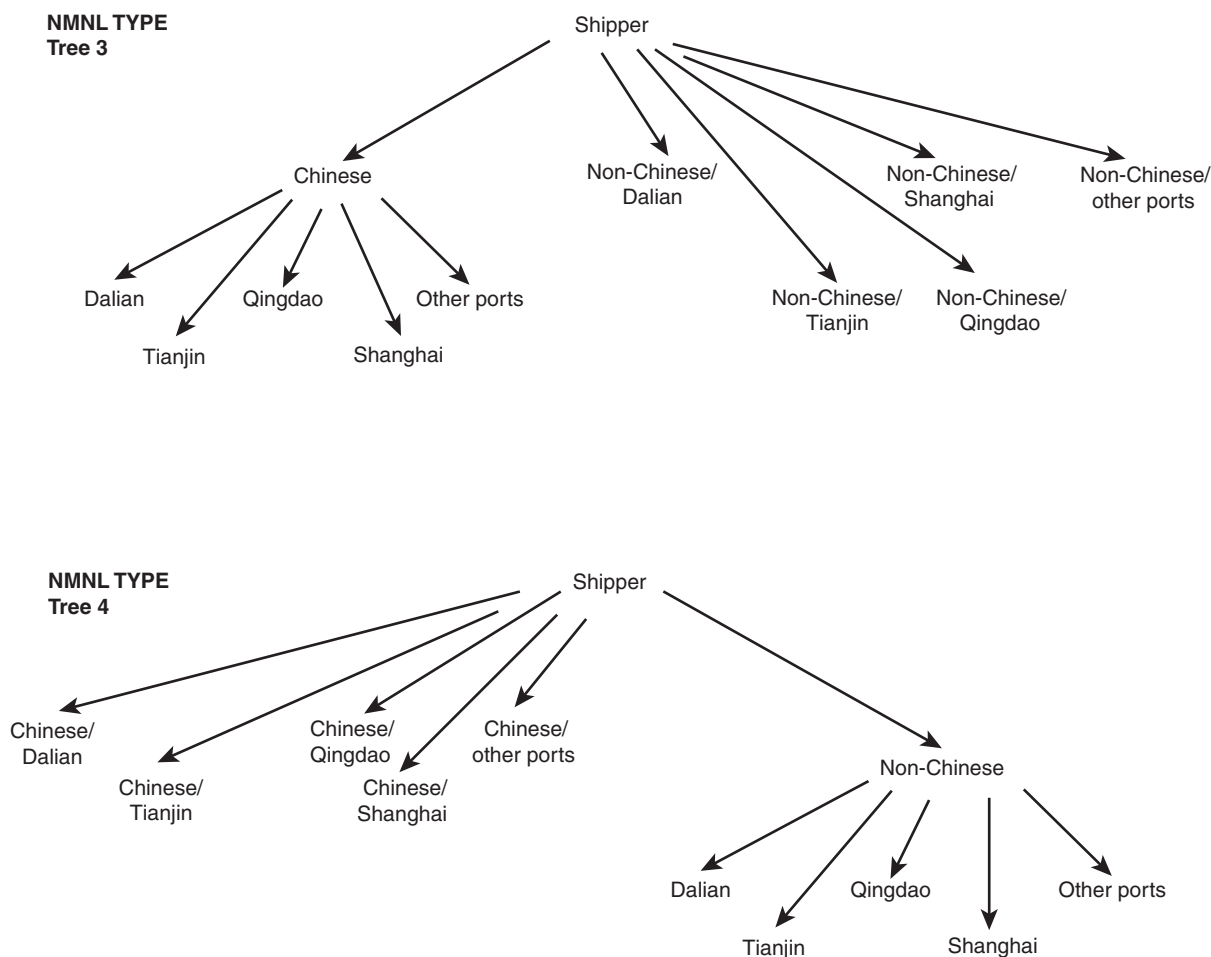 NMNL TYPE
Tree 3
Shipper
Chinese
Non-Chinese/
Dalian
Non-Chinese/
Shanghai
Non-Chinese/
other ports
Dalian
Qingdao
Other ports
Non-Chinese/
Tianjin
Non-Chinese/
Qingdao
Tianjin
Shanghai
NMNL TYPE
Tree 4
Shipper
Chinese/
Dalian
Chinese/
Qingdao
Chinese/
other ports
Chinese/
Tianjin
Chinese/
Shanghai
Non-Chinese
Dalian
Qingdao
Other ports
Tianjin
Shanghai